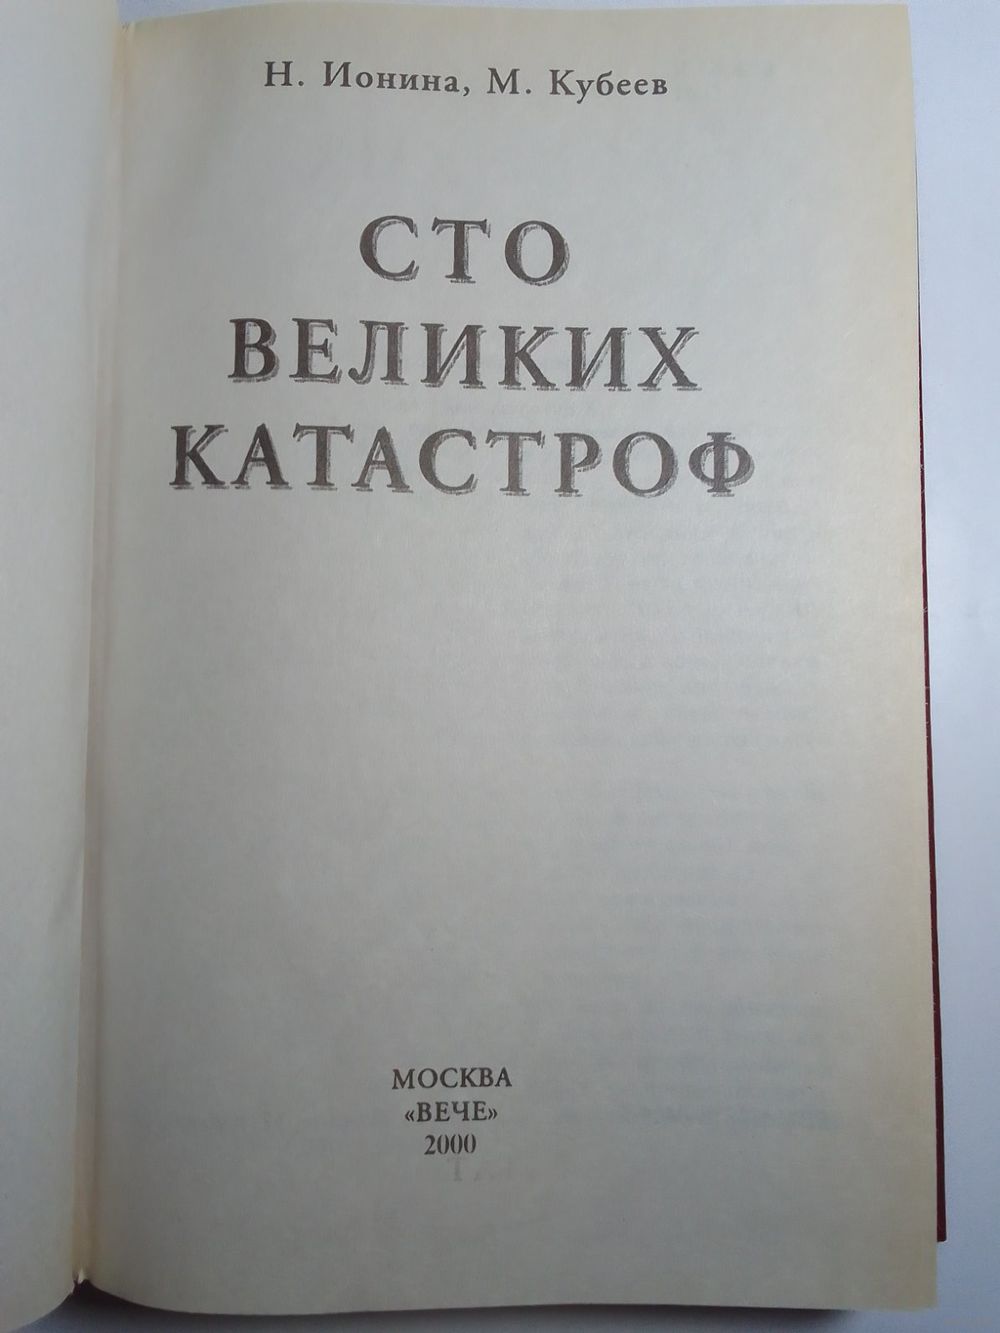 Н. Ионина, М. Кубеев
СТО
ВЕЛИКИХ
КАТАСТРОФ
МОСКВА
«ВЕЧЕ»
2000